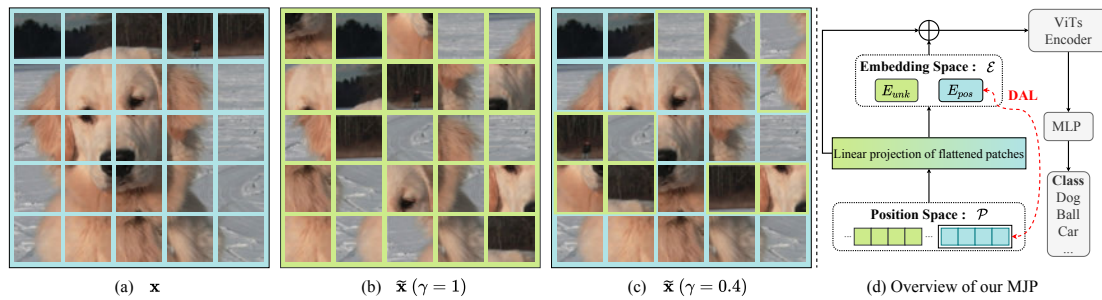 ViTs
Encoder
Embedding Space : ℰ
E_unk
E_pos
DAL
MLP
Linear projection of flattened patches
Class
Dog
Ball
Car
...
Position Space : 𝒫
... ...
(a) x
(b) x̃ (γ = 1)
(c) x̃ (γ = 0.4)
(d) Overview of our MJP